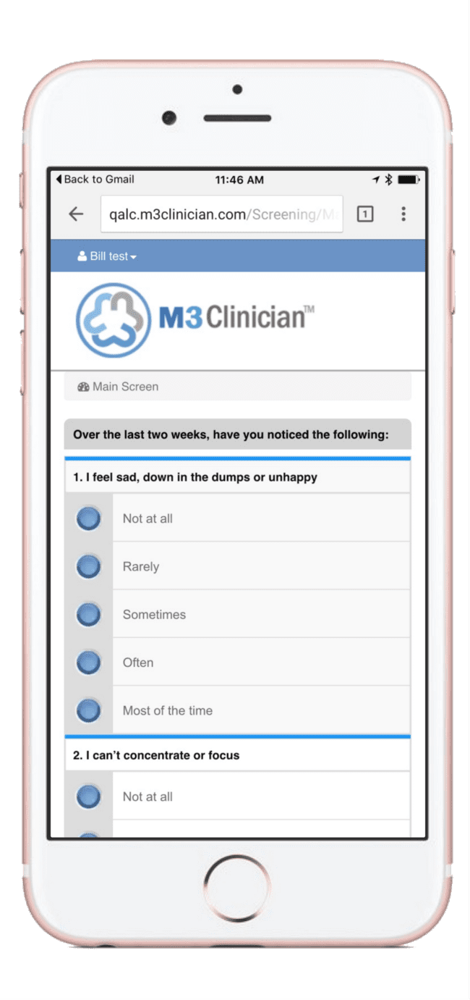 Back to Gmail 11:46 AM
qalc.m3clinician.com/Screening/M
1
Bill test
M3 Clinician™
Main Screen
Over the last two weeks, have you noticed the following:
1. I feel sad, down in the dumps or unhappy
Not at all
Rarely
Sometimes
Often
Most of the time
2. I can't concentrate or focus
Not at all